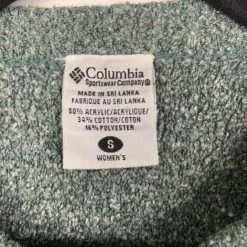 Columbia
Sportswear Company®
MADE IN SRI LANKA
FABRIQUÉ AU SRI LANKA
50% ACRYLIC/ACRYLIQUE/
34% COTTON/COTON
16% POLYESTER
S
WOMEN'S